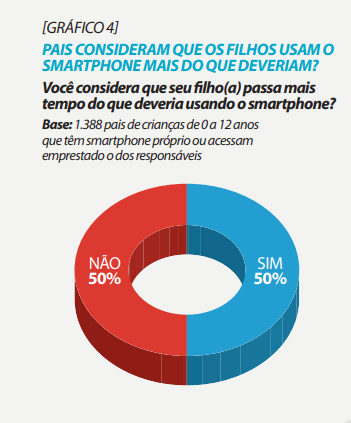 [GRÁFICO 4]
PAIS CONSIDERAM QUE OS FILHOS USAM O
SMARTPHONE MAIS DO QUE DEVERIAM?
Você considera que seu filho(a) passa mais
tempo do que deveria usando o smartphone?
Base: 1.388 pais de crianças de 0 a 12 anos
que têm smartphone próprio ou acessam
emprestado o dos responsáveis
NÃO
50%
SIM
50%